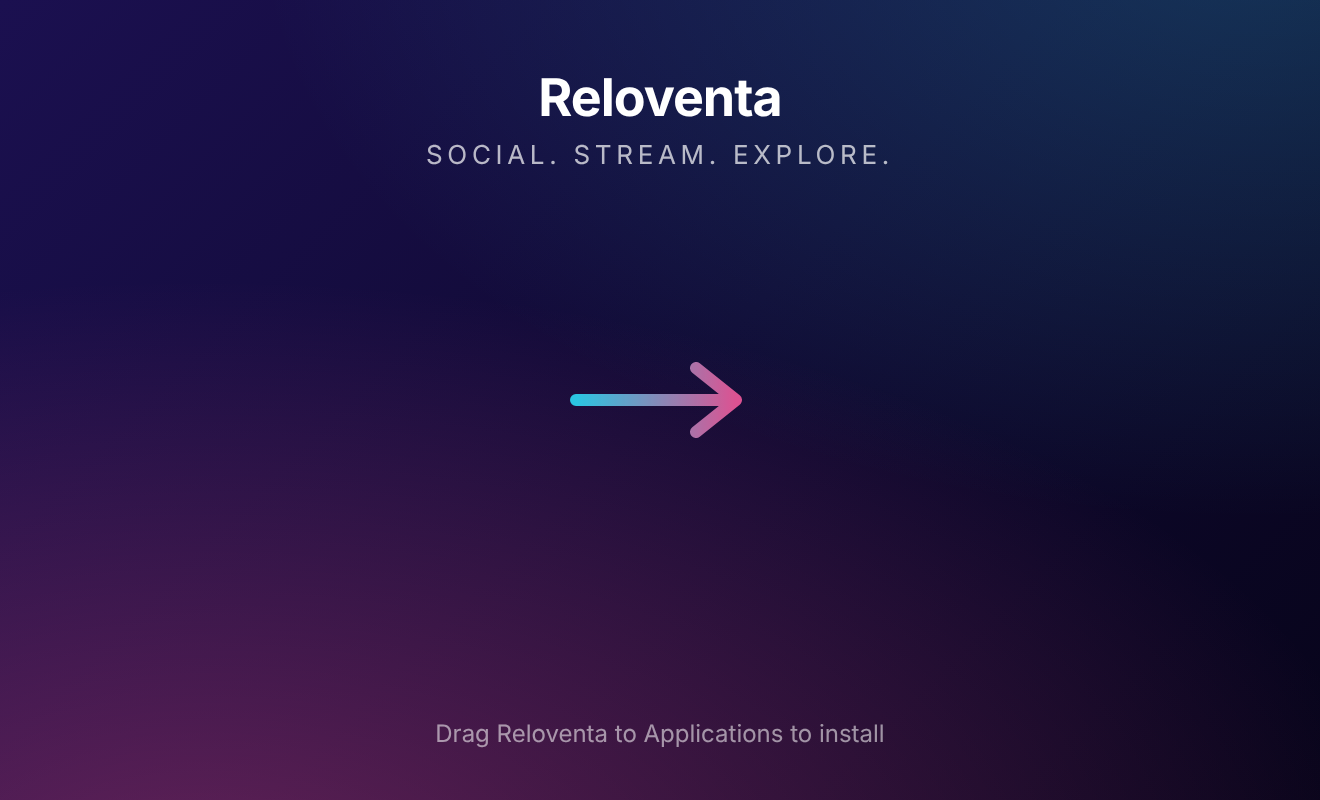 Reloventa
SOCIAL. STREAM. EXPLORE.
Drag Reloventa to Applications to install